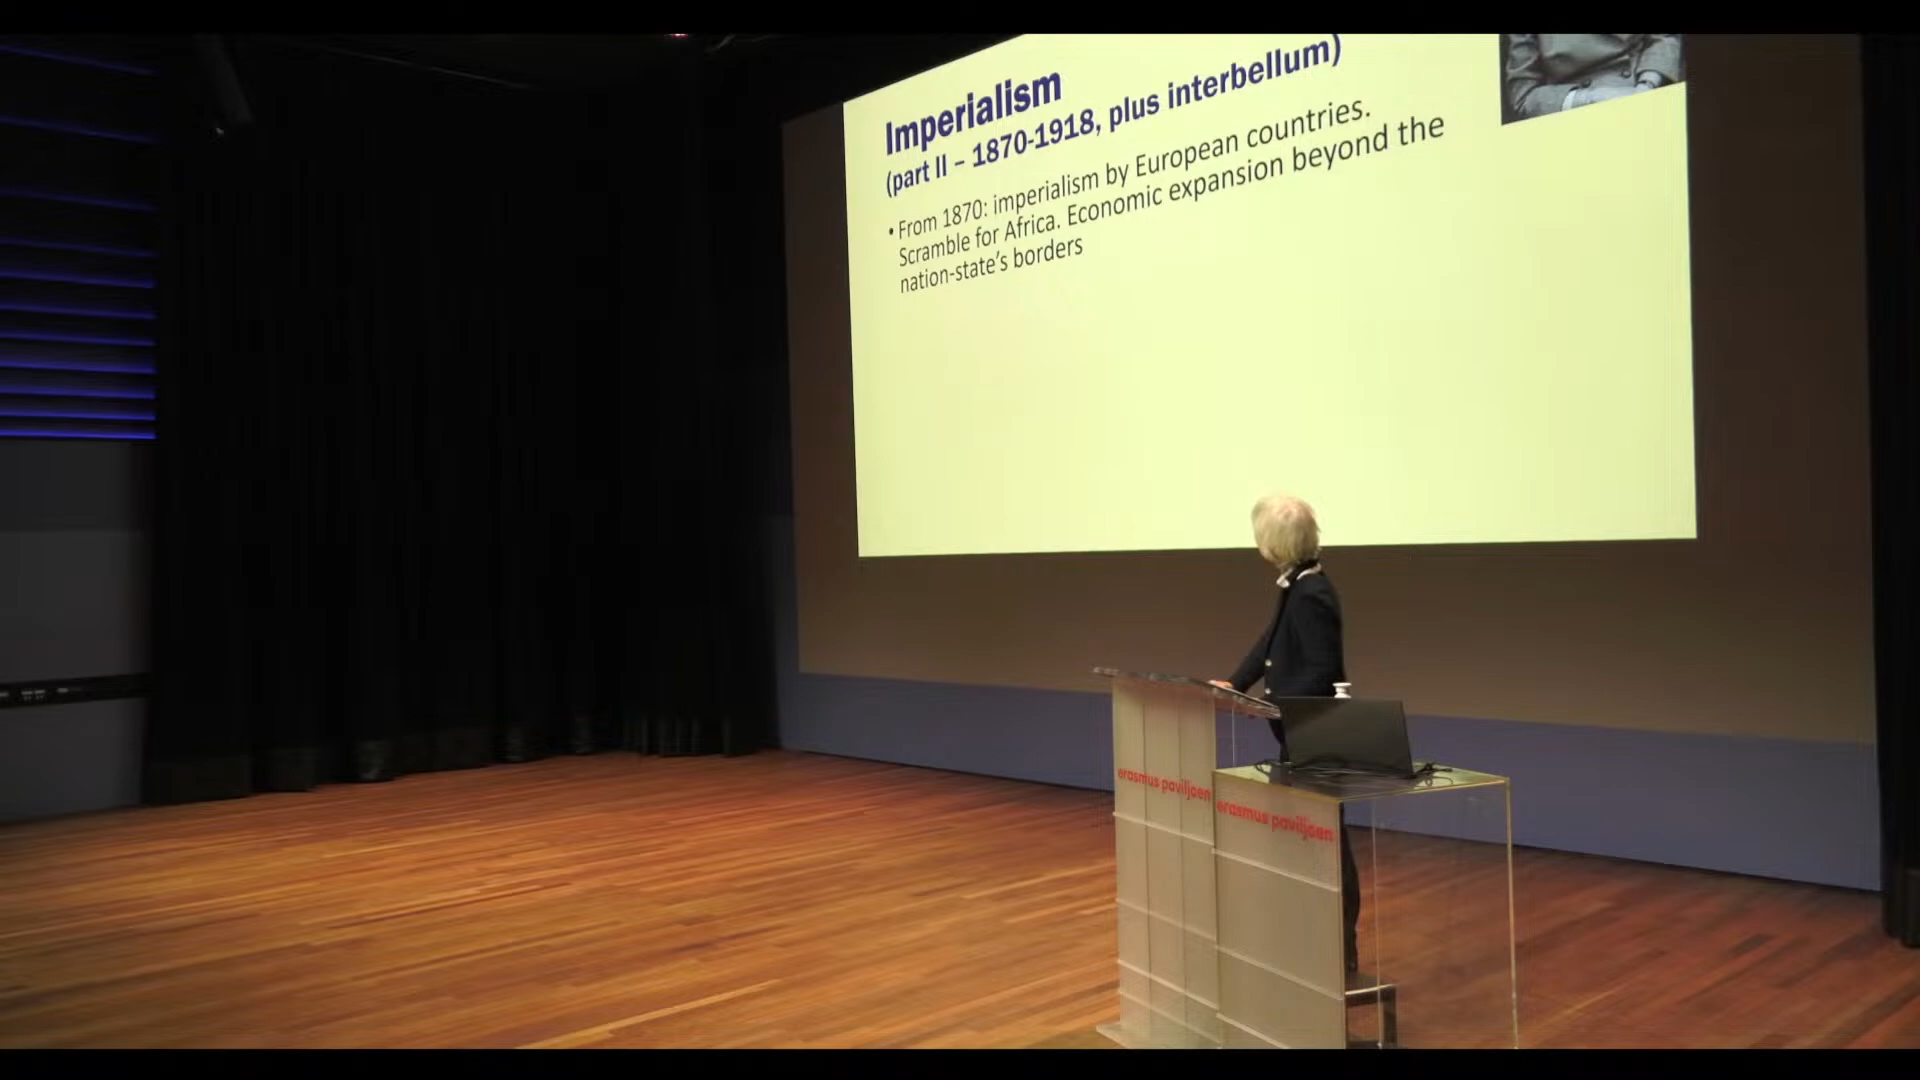 Imperialism
(part II – 1870-1918, plus interbellum)
• From 1870: imperialism by European countries.
Scramble for Africa. Economic expansion beyond the
nation-state's borders
erasmus paviljoen
erasmus paviljoen